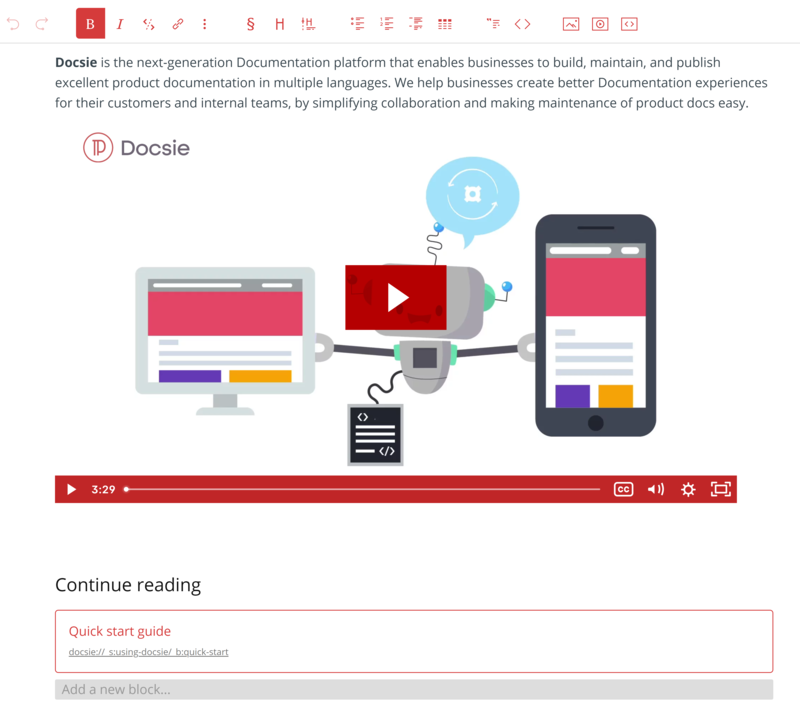 B I § H H
Docsie is the next-generation Documentation platform that enables businesses to build, maintain, and publish
excellent product documentation in multiple languages. We help businesses create better Documentation experiences
for their customers and internal teams, by simplifying collaboration and making maintenance of product docs easy.
Docsie
<>
</>
3:29
CC
Continue reading
Quick start guide
docsie://_s:using-docsie/_b:quick-start
Add a new block...